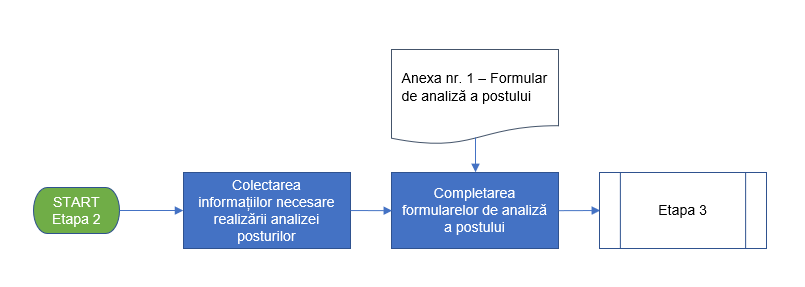 Anexa nr. 1 – Formular
de analiză a postului
START
Etapa 2
Colectarea
informațiilor necesare
realizării analizei
posturilor
Completarea
formularelor de analiză
a postului
Etapa 3